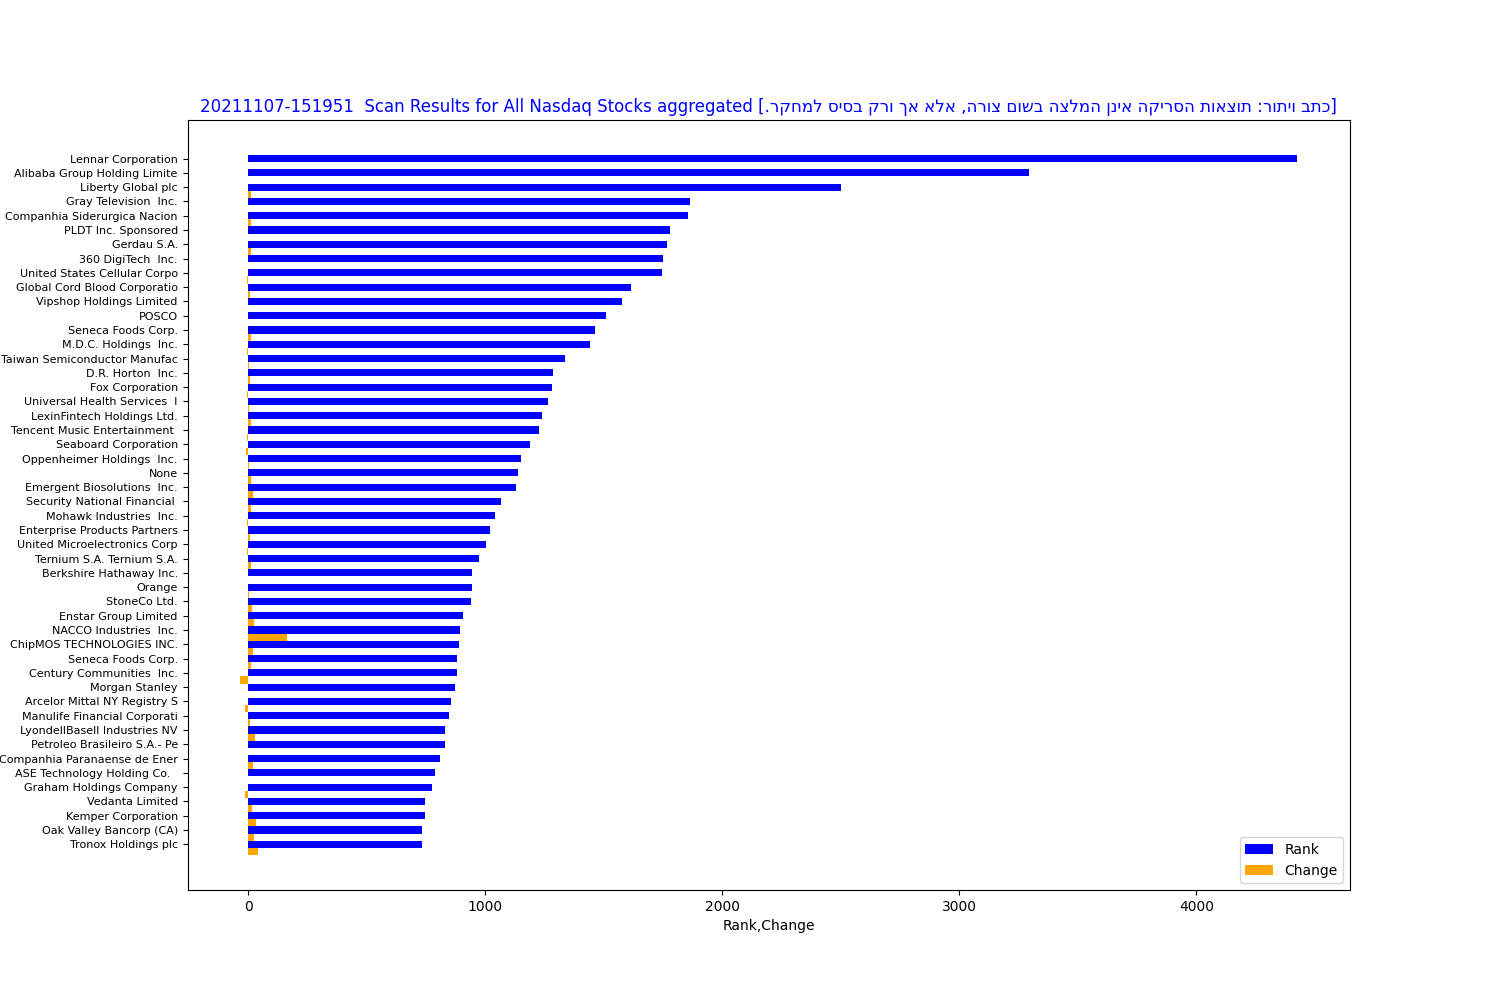 20211107-151951  Scan Results for All Nasdaq Stocks aggregated [כתב ויתור: תוצאות הסריקה אינן המלצה בשום צורה, אלא אך ורק בסיס למחקר.]
Lennar Corporation
Alibaba Group Holding Limite
Liberty Global plc
Gray Television  Inc.
Companhia Siderurgica Nacion
PLDT Inc. Sponsored
Gerdau S.A.
360 DigiTech  Inc.
United States Cellular Corpo
Global Cord Blood Corporatio
Vipshop Holdings Limited
POSCO
Seneca Foods Corp.
M.D.C. Holdings  Inc.
Taiwan Semiconductor Manufac
D.R. Horton  Inc.
Fox Corporation
Universal Health Services  I
LexinFintech Holdings Ltd.
Tencent Music Entertainment
Seaboard Corporation
Oppenheimer Holdings  Inc.
None
Emergent Biosolutions  Inc.
Security National Financial
Mohawk Industries  Inc.
Enterprise Products Partners
United Microelectronics Corp
Ternium S.A. Ternium S.A.
Berkshire Hathaway Inc.
Orange
StoneCo Ltd.
Enstar Group Limited
NACCO Industries  Inc.
ChipMOS TECHNOLOGIES INC.
Seneca Foods Corp.
Century Communities  Inc.
Morgan Stanley
Arcelor Mittal NY Registry S
Manulife Financial Corporati
LyondellBasell Industries NV
Petroleo Brasileiro S.A.- Pe
Companhia Paranaense de Ener
ASE Technology Holding Co.
Graham Holdings Company
Vedanta Limited
Kemper Corporation
Oak Valley Bancorp (CA)
Tronox Holdings plc
Rank
Change
0 1000 2000 3000 4000
Rank,Change